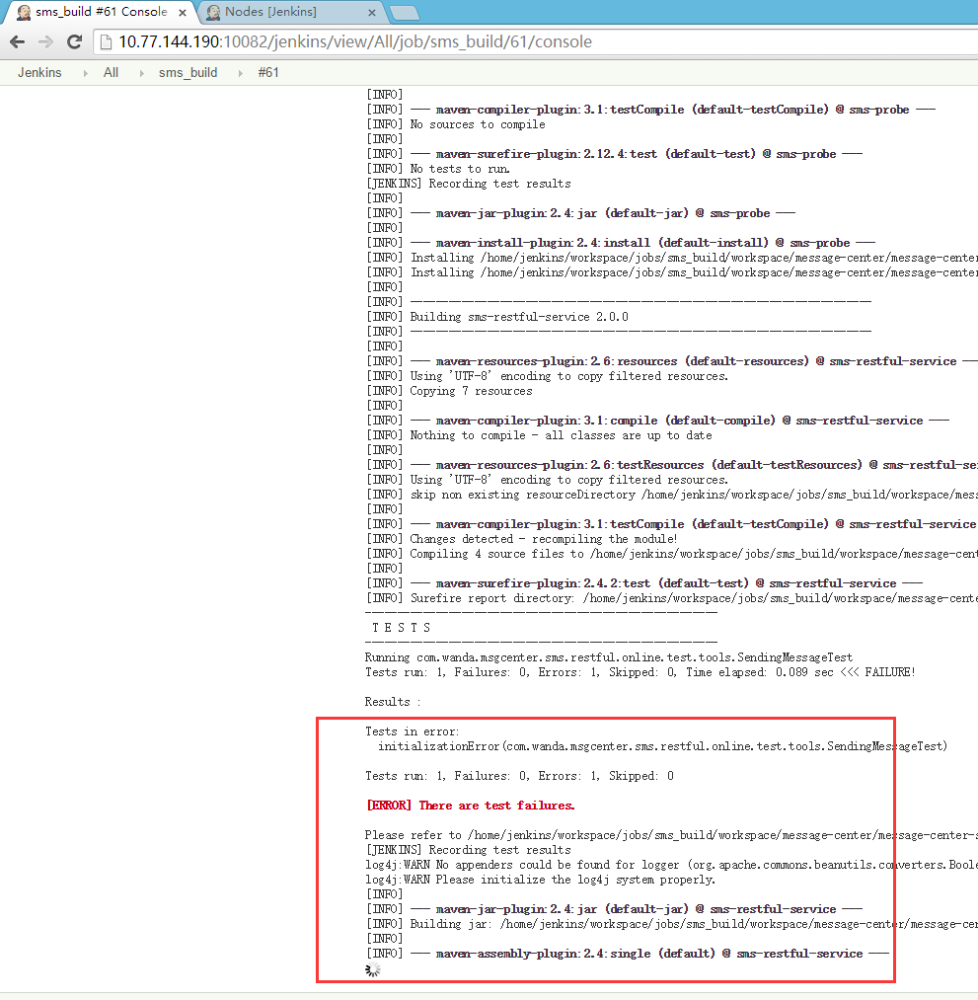 sms_build #61 Console
Nodes [Jenkins]
10.77.144.190:10082/jenkins/view/All/job/sms_build/61/console
Jenkins All sms_build #61
[INFO]
[INFO] --- maven-compiler-plugin:3.1:testCompile (default-testCompile) @ sms-probe ---
[INFO] No sources to compile
[INFO]
[INFO] --- maven-surefire-plugin:2.12.4:test (default-test) @ sms-probe ---
[INFO] No tests to run.
[JENKINS] Recording test results
[INFO]
[INFO] --- maven-jar-plugin:2.4:jar (default-jar) @ sms-probe ---
[INFO]
[INFO] --- maven-install-plugin:2.4:install (default-install) @ sms-probe ---
[INFO] Installing /home/jenkins/workspace/jobs/sms_build/workspace/message-center/message-center
[INFO] Installing /home/jenkins/workspace/jobs/sms_build/workspace/message-center/message-center
[INFO]
[INFO] ------------------------------------------------------------------------
[INFO] Building sms-restful-service 2.0.0
[INFO] ------------------------------------------------------------------------
[INFO]
[INFO] --- maven-resources-plugin:2.6:resources (default-resources) @ sms-restful-service ---
[INFO] Using 'UTF-8' encoding to copy filtered resources.
[INFO] Copying 7 resources
[INFO]
[INFO] --- maven-compiler-plugin:3.1:compile (default-compile) @ sms-restful-service ---
[INFO] Nothing to compile - all classes are up to date
[INFO]
[INFO] --- maven-resources-plugin:2.6:testResources (default-testResources) @ sms-restful-se
[INFO] Using 'UTF-8' encoding to copy filtered resources.
[INFO] skip non existing resourceDirectory /home/jenkins/workspace/jobs/sms_build/workspace/mess
[INFO]
[INFO] --- maven-compiler-plugin:3.1:testCompile (default-testCompile) @ sms-restful-service
[INFO] Changes detected - recompiling the module!
[INFO] Compiling 4 source files to /home/jenkins/workspace/jobs/sms_build/workspace/message-cent
[INFO]
[INFO] --- maven-surefire-plugin:2.4.2:test (default-test) @ sms-restful-service ---
[INFO] Surefire report directory: /home/jenkins/workspace/jobs/sms_build/workspace/message-cente
-------------------------------------------------------
T E S T S
-------------------------------------------------------
Running com.wanda.msgcenter.sms.restful.online.test.tools.SendingMessageTest
Tests run: 1, Failures: 0, Errors: 1, Skipped: 0, Time elapsed: 0.089 sec <<< FAILURE!
Results :
Tests in error:
initializationError(com.wanda.msgcenter.sms.restful.online.test.tools.SendingMessageTest)
Tests run: 1, Failures: 0, Errors: 1, Skipped: 0
[ERROR] There are test failures.
Please refer to /home/jenkins/workspace/jobs/sms_build/workspace/message-center/message-center-s
[JENKINS] Recording test results
log4j:WARN No appenders could be found for logger (org.apache.commons.beanutils.converters.Boole
log4j:WARN Please initialize the log4j system properly.
[INFO]
[INFO] --- maven-jar-plugin:2.4:jar (default-jar) @ sms-restful-service ---
[INFO] Building jar: /home/jenkins/workspace/jobs/sms_build/workspace/message-center/message-cen
[INFO]
[INFO] --- maven-assembly-plugin:2.4:single (default) @ sms-restful-service ---